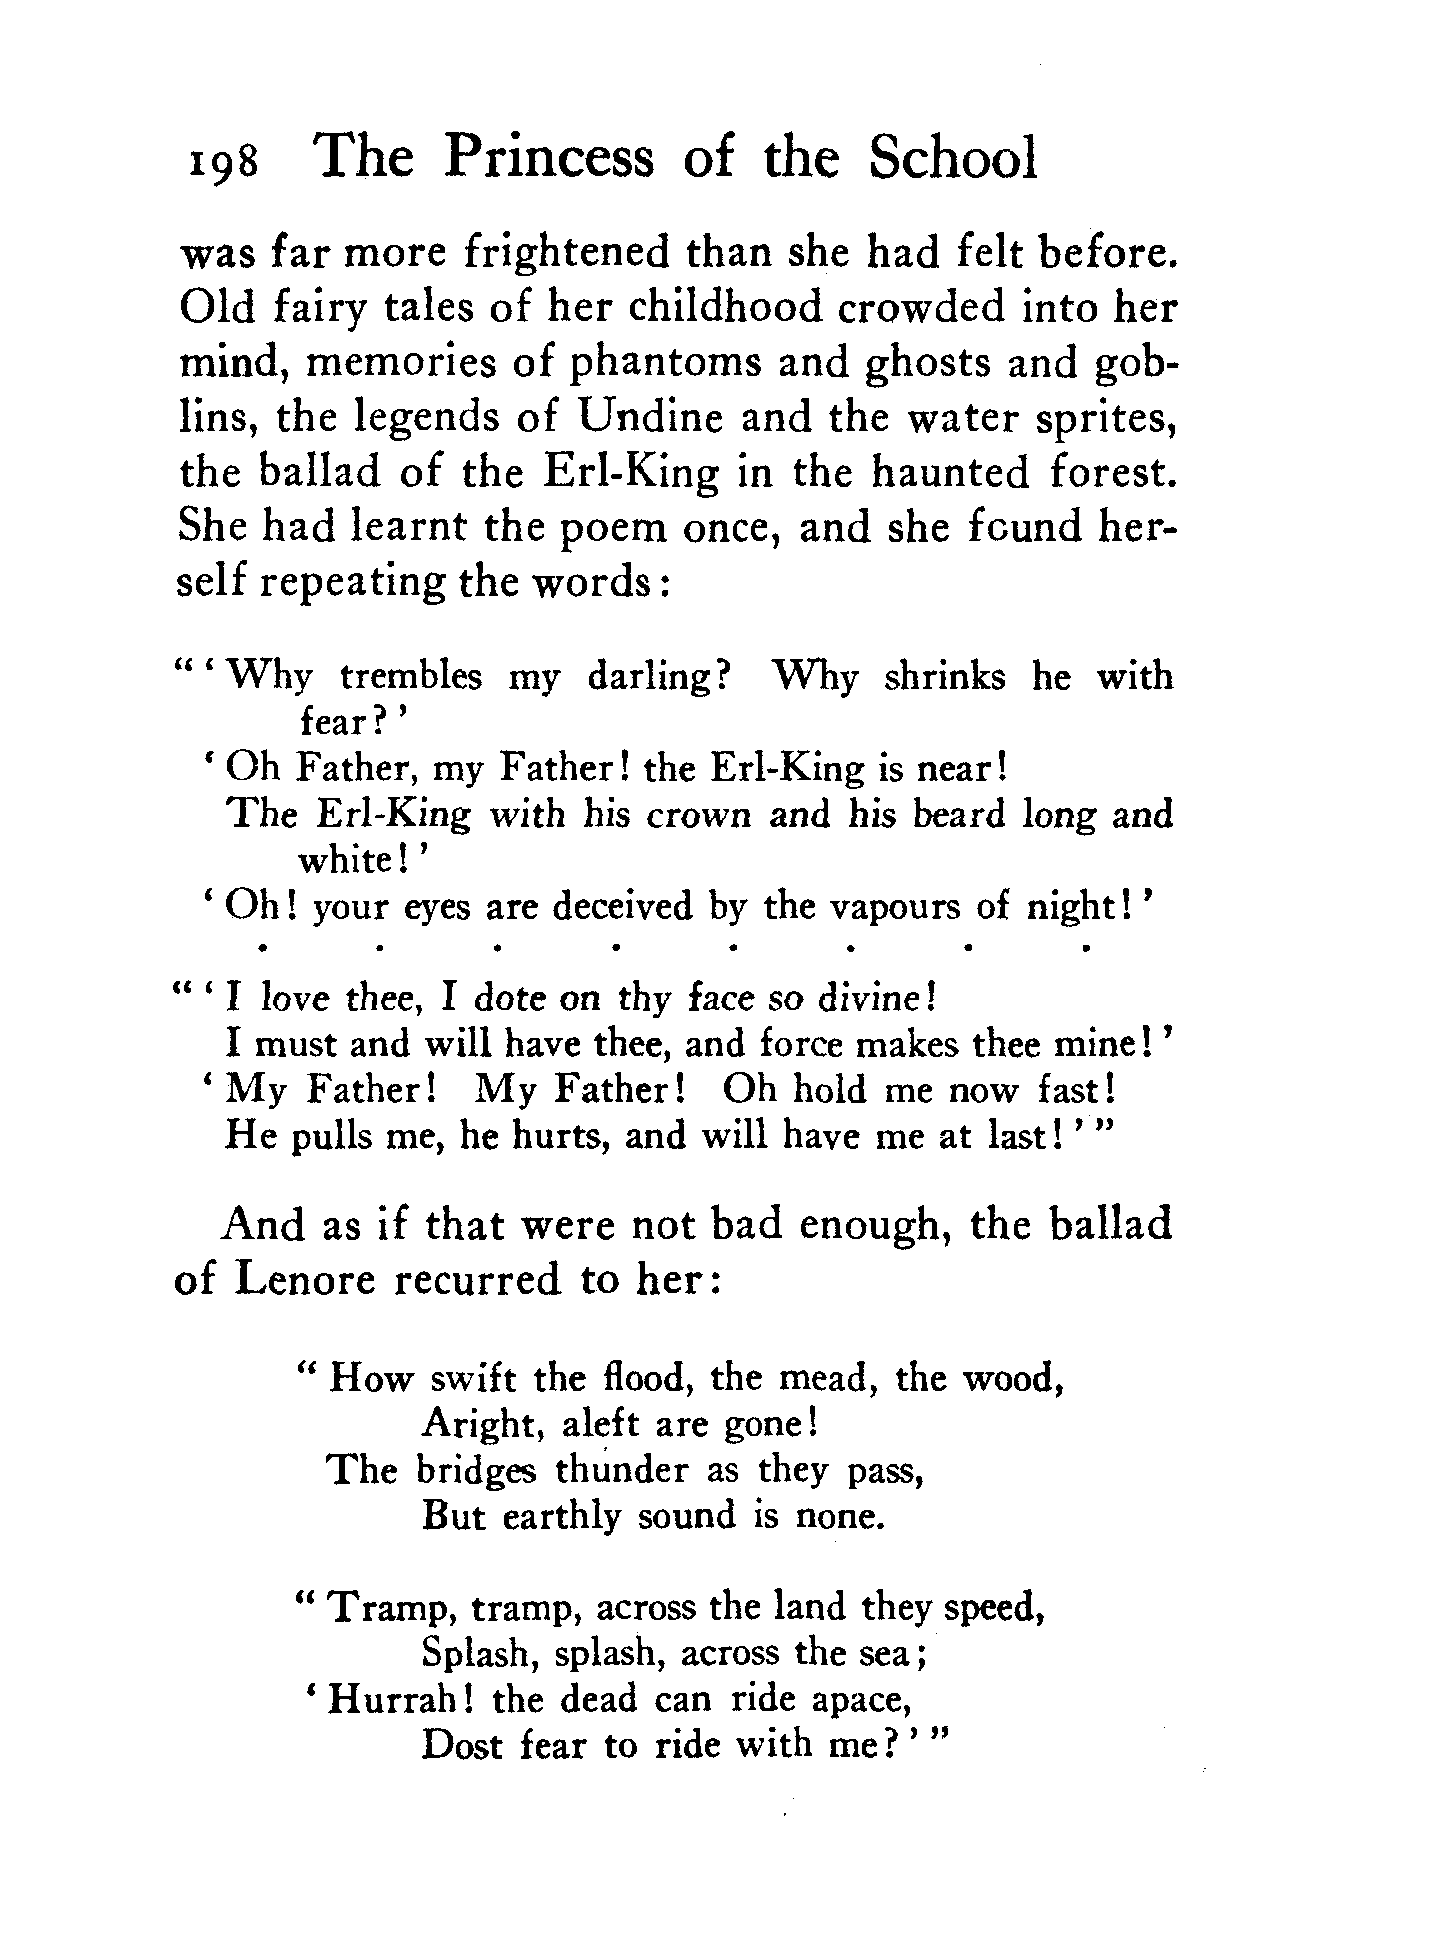 198 The Princess of the School
was far more frightened than she had felt before.
Old fairy tales of her childhood crowded into her
mind, memories of phantoms and ghosts and gob-
lins, the legends of Undine and the water sprites,
the ballad of the Erl-King in the haunted forest.
She had learnt the poem once, and she found her-
self repeating the words:
“‘Why trembles my darling? Why shrinks he with
fear?’
‘Oh Father, my Father! the Erl-King is near!
The Erl-King with his crown and his beard long and
white!’
‘Oh! your eyes are deceived by the vapours of night!’
. . . . . . . .
“‘I love thee, I dote on thy face so divine!
I must and will have thee, and force makes thee mine!’
‘My Father! My Father! Oh hold me now fast!
He pulls me, he hurts, and will have me at last!’”
And as if that were not bad enough, the ballad
of Lenore recurred to her:
“How swift the flood, the mead, the wood,
Aright, aleft are gone!
The bridges thunder as they pass,
But earthly sound is none.
“Tramp, tramp, across the land they speed,
Splash, splash, across the sea;
‘Hurrah! the dead can ride apace,
Dost fear to ride with me?’”